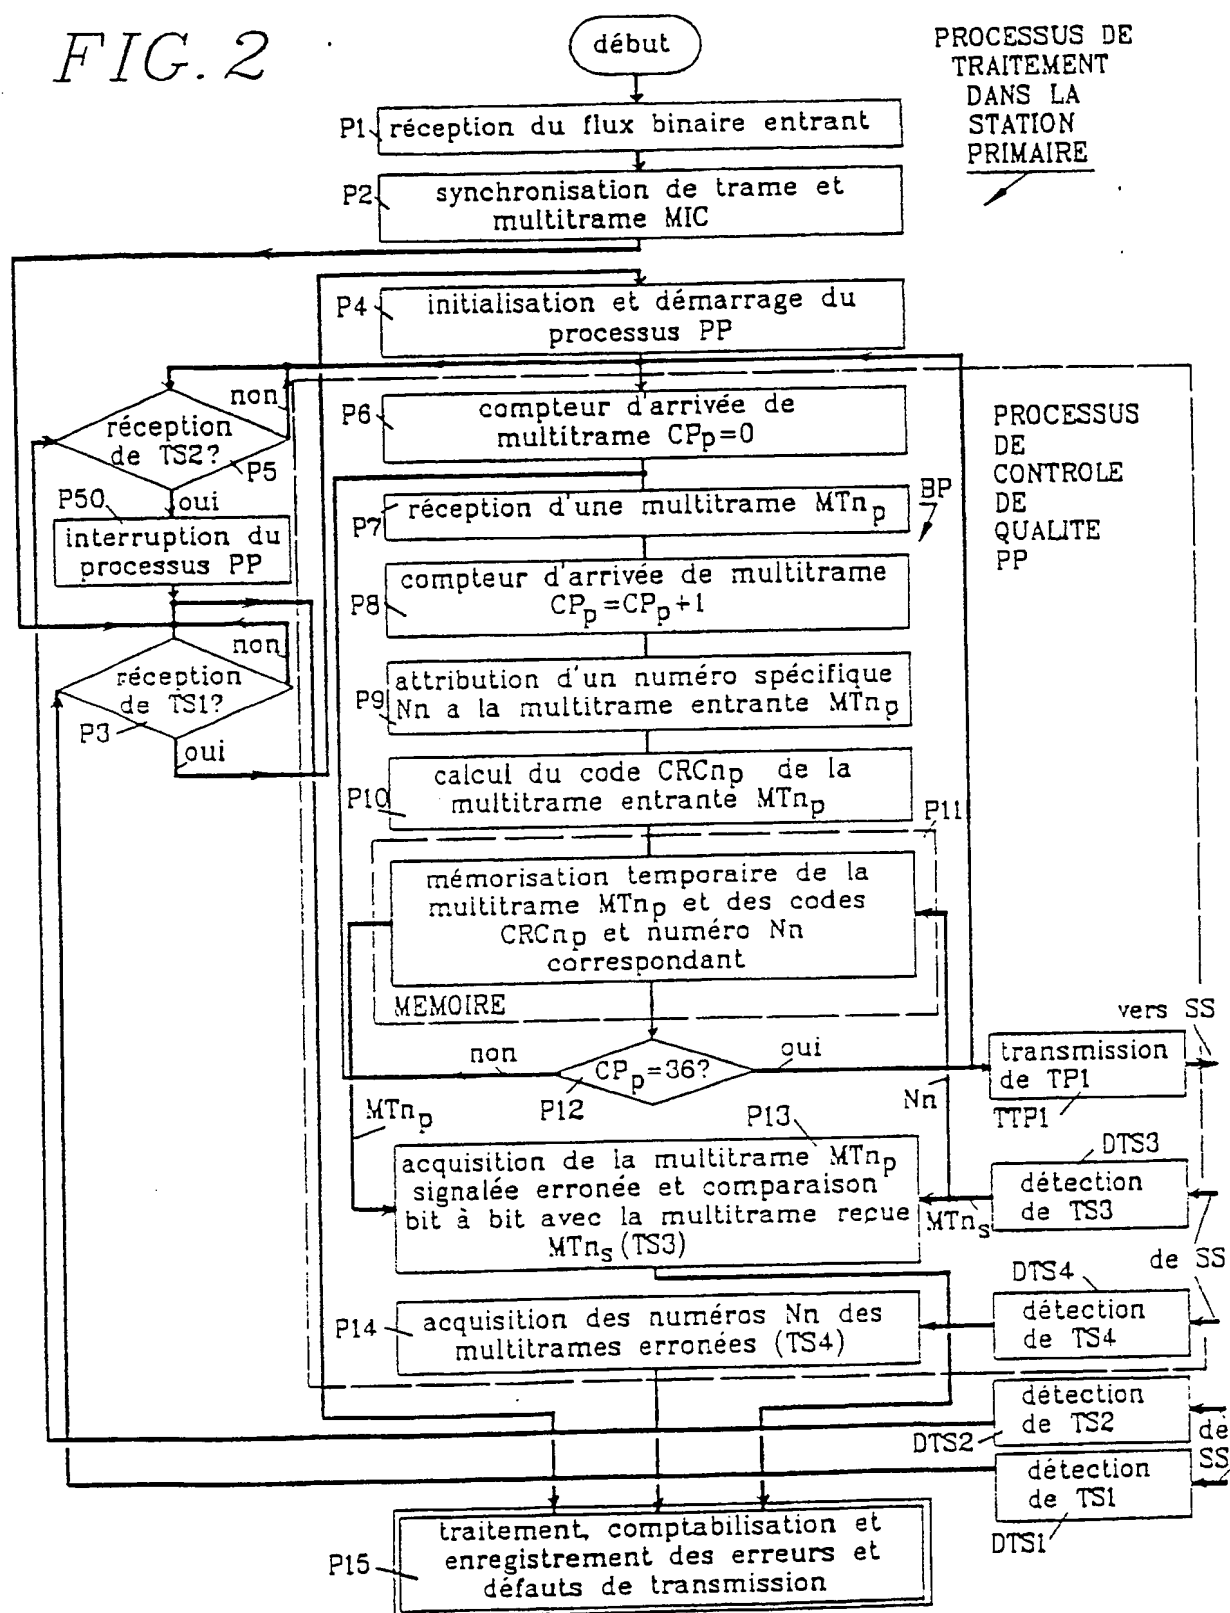 FIG. 2
début
PROCESSUS DE
TRAITEMENT
DANS LA
STATION
PRIMAIRE
P1
réception du flux binaire entrant
P2
synchronisation de trame et
multitrame MIC
P4
initialisation et démarrage du
processus PP
non
réception
de TS2?
P5
P6
compteur d'arrivée de
multitrame CPp=0
PROCESSUS
DE
CONTROLE
DE
QUALITE
PP
P50
oui
interruption du
processus PP
P7
réception d'une multitrame MTnp
BP
P8
compteur d'arrivée de multitrame
CPp=CPp+1
non
réception
de TS1?
P3
oui
P9
attribution d'un numéro spécifique
Nn a la multitrame entrante MTnp
P10
calcul du code CRCnp de la
multitrame entrante MTnp
P11
mémorisation temporaire de la
multitrame MTnp et des codes
CRCnp et numéro Nn
correspondant
MEMOIRE
non
CPp=36?
oui
P12
vers SS
transmission
de TP1
TTP1
MTnp
Nn
P13
acquisition de la multitrame MTnp
signalée erronée et comparaison
bit à bit avec la multitrame reçue
MTns (TS3)
MTns
DTS3
détection
de TS3
de SS
DTS4
détection
de TS4
P14
acquisition des numéros Nn des
multitrames erronées (TS4)
détection
de TS2
DTS2
de
SS
détection
de TS1
DTS1
P15
traitement, comptabilisation et
enregistrement des erreurs et
défauts de transmission